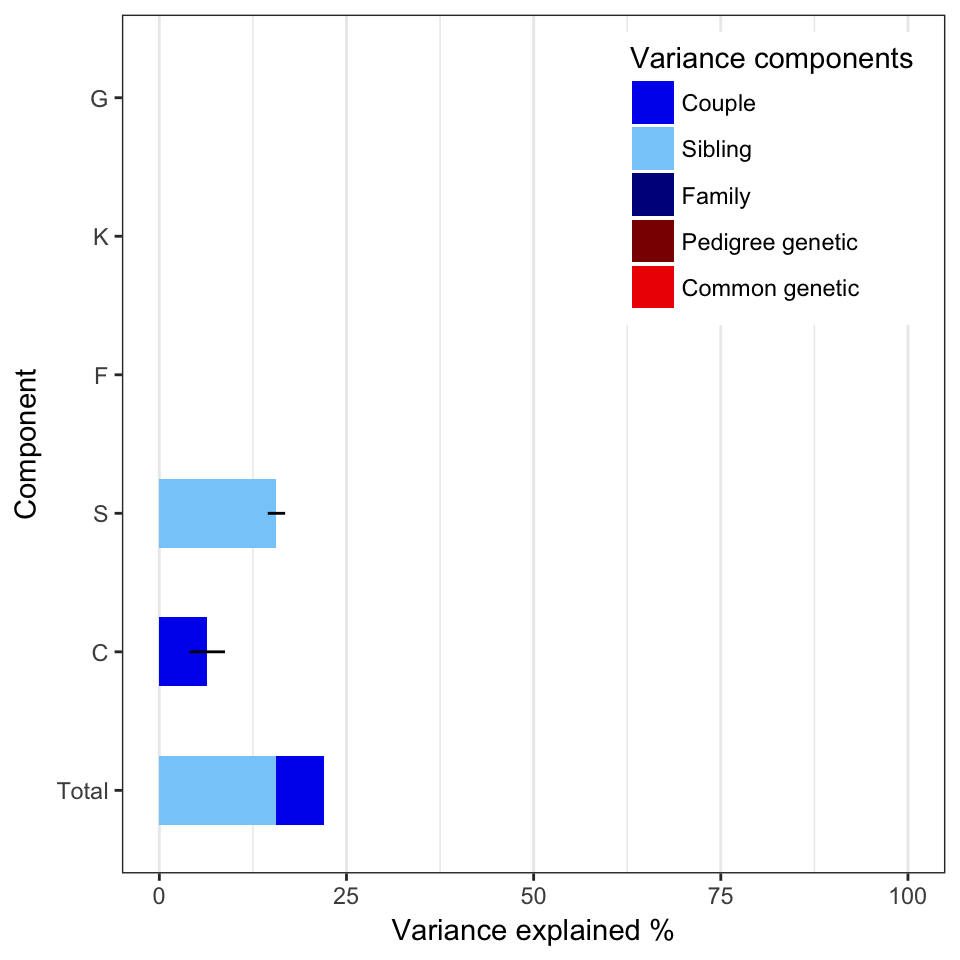 Variance components
Couple
Sibling
Family
Pedigree genetic
Common genetic
G
K
F
S
C
Total
Component
0 25 50 75 100
Variance explained %